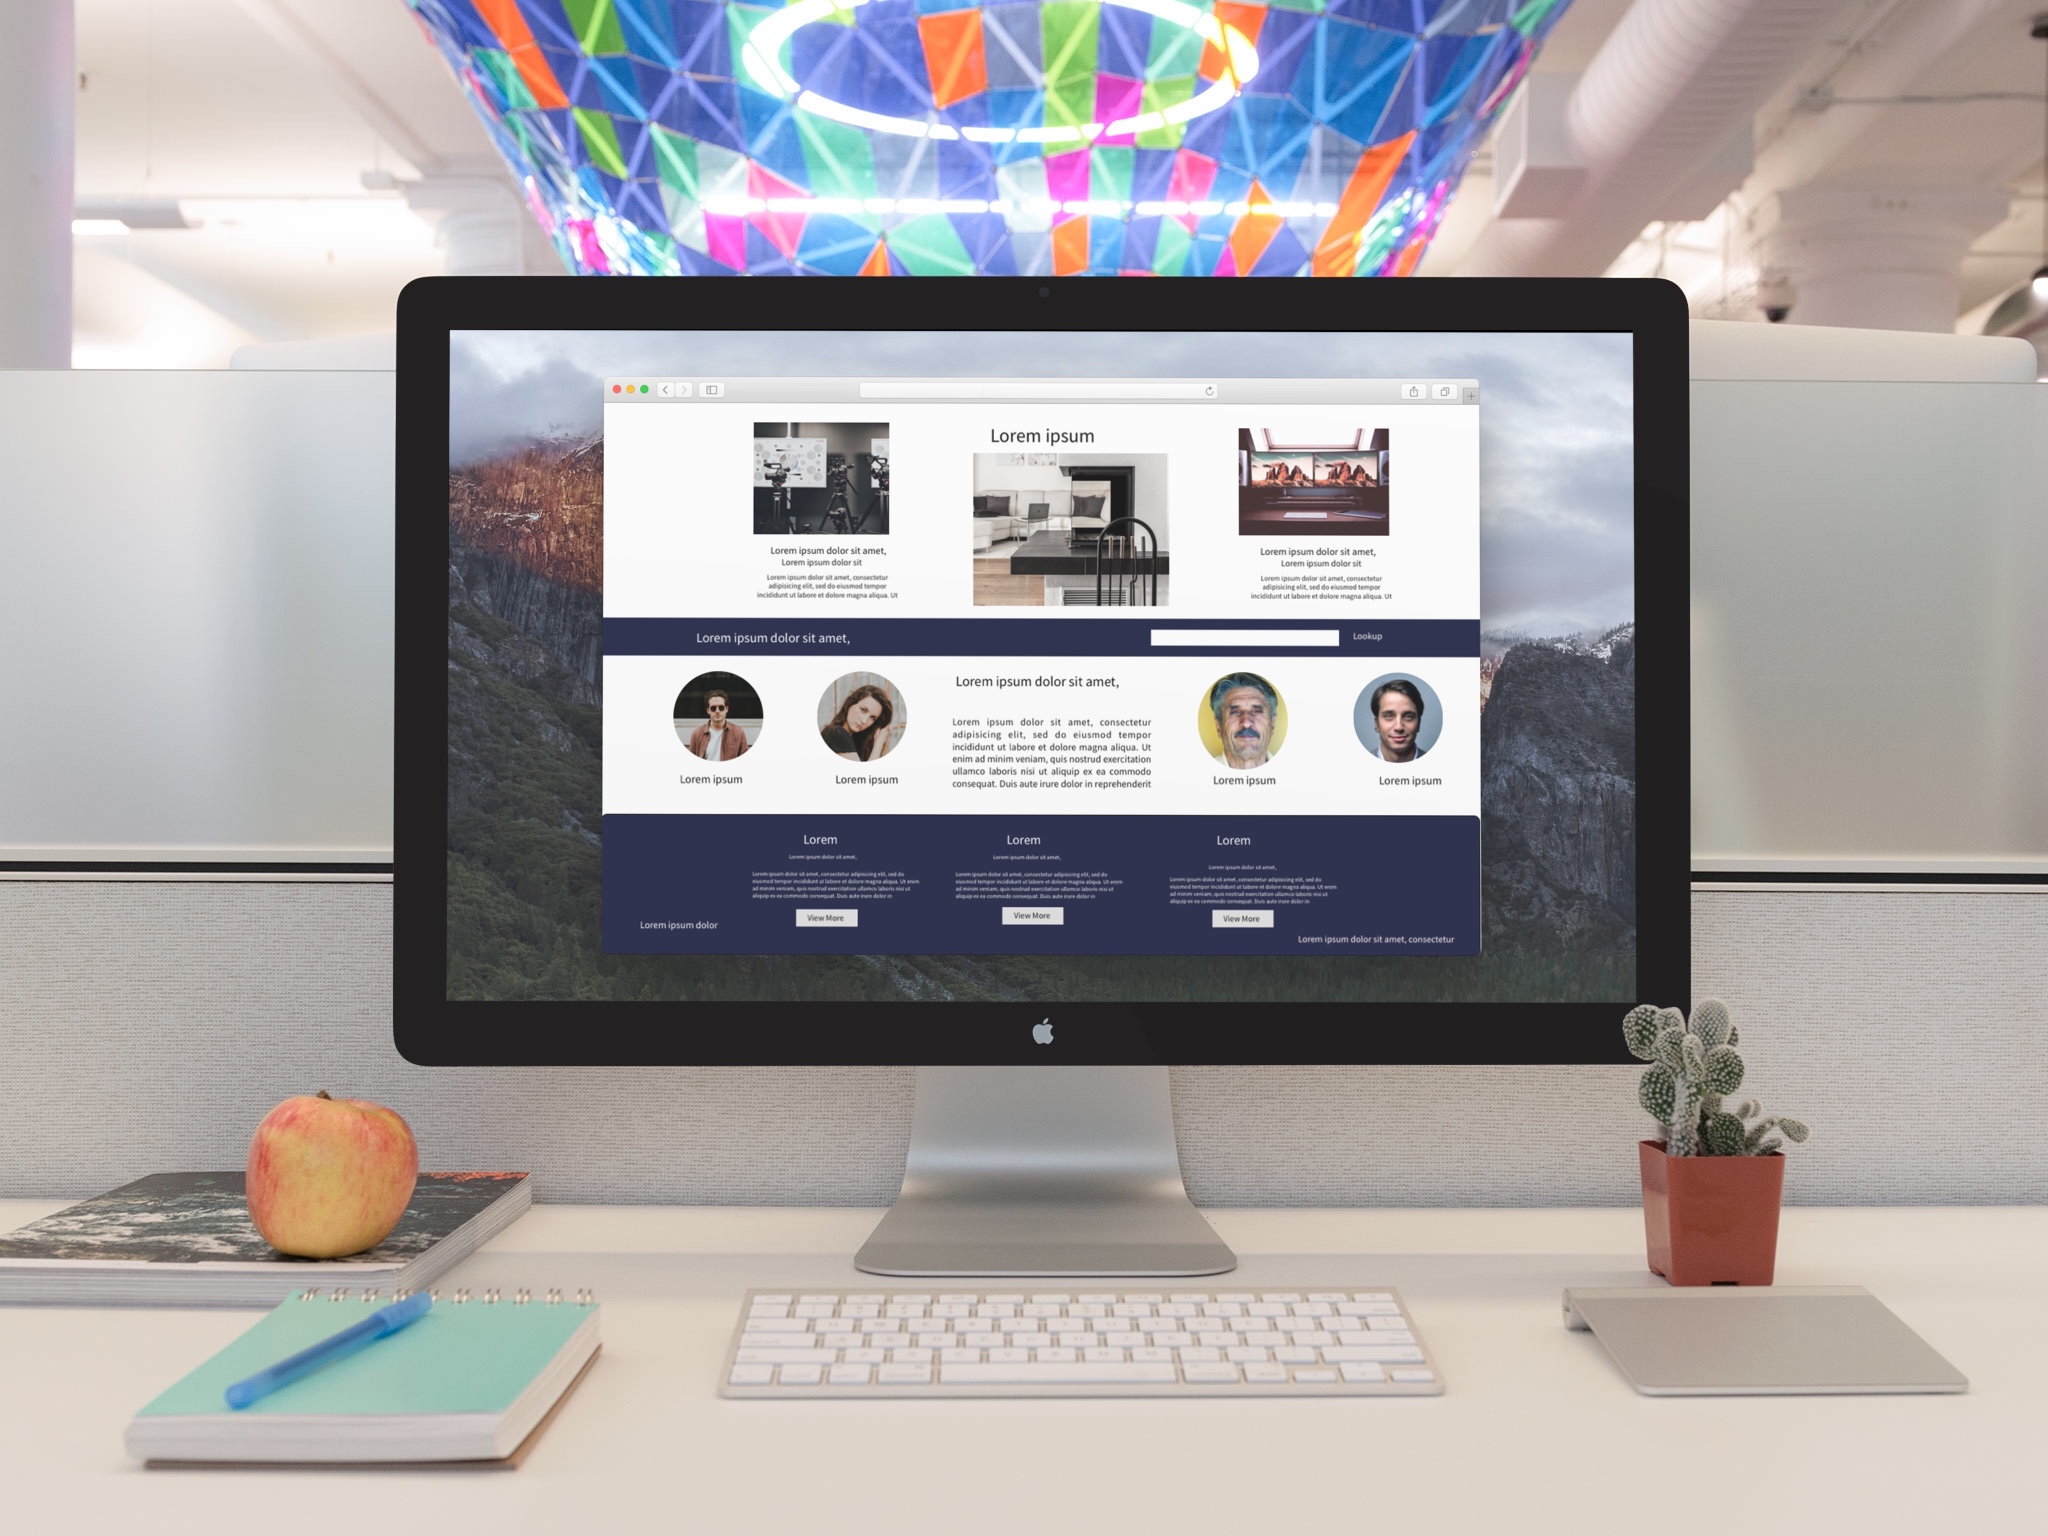 Lorem ipsum
Lorem ipsum dolor sit amet,
Lorem ipsum dolor sit
Lorem ipsum dolor sit amet, consectetur
adipisicing elit, sed do eiusmod tempor
incididunt ut labore et dolore magna aliqua. Ut
Lorem ipsum dolor sit amet,
Lorem ipsum dolor sit
Lorem ipsum dolor sit amet, consectetur
adipisicing elit, sed do eiusmod tempor
incididunt ut labore et dolore magna aliqua. Ut
Lorem ipsum dolor sit amet,
Lookup
Lorem ipsum
Lorem ipsum
Lorem ipsum dolor sit amet,
Lorem ipsum dolor sit amet, consectetur
adipisicing elit, sed do eiusmod tempor
incididunt ut labore et dolore magna aliqua. Ut
enim ad minim veniam, quis nostrud exercitation
ullamco laboris nisi ut aliquip ex ea commodo
consequat. Duis aute irure dolor in reprehenderit
Lorem ipsum
Lorem ipsum
Lorem
Lorem ipsum dolor sit amet,
Lorem ipsum dolor sit amet, consectetur adipisicing elit, sed do
eiusmod tempor incididunt ut labore et dolore magna aliqua. Ut enim
ad minim veniam, quis nostrud exercitation ullamco laboris nisi ut
aliquip ex ea commodo consequat. Duis aute irure dolor in
View More
Lorem
Lorem ipsum dolor sit amet,
Lorem ipsum dolor sit amet, consectetur adipisicing elit, sed do
eiusmod tempor incididunt ut labore et dolore magna aliqua. Ut enim
ad minim veniam, quis nostrud exercitation ullamco laboris nisi ut
aliquip ex ea commodo consequat. Duis aute irure dolor in
View More
Lorem
Lorem ipsum dolor sit amet,
Lorem ipsum dolor sit amet, consectetur adipisicing elit, sed do
eiusmod tempor incididunt ut labore et dolore magna aliqua. Ut enim
ad minim veniam, quis nostrud exercitation ullamco laboris nisi ut
aliquip ex ea commodo consequat. Duis aute irure dolor in
View More
Lorem ipsum dolor
Lorem ipsum dolor sit amet, consectetur